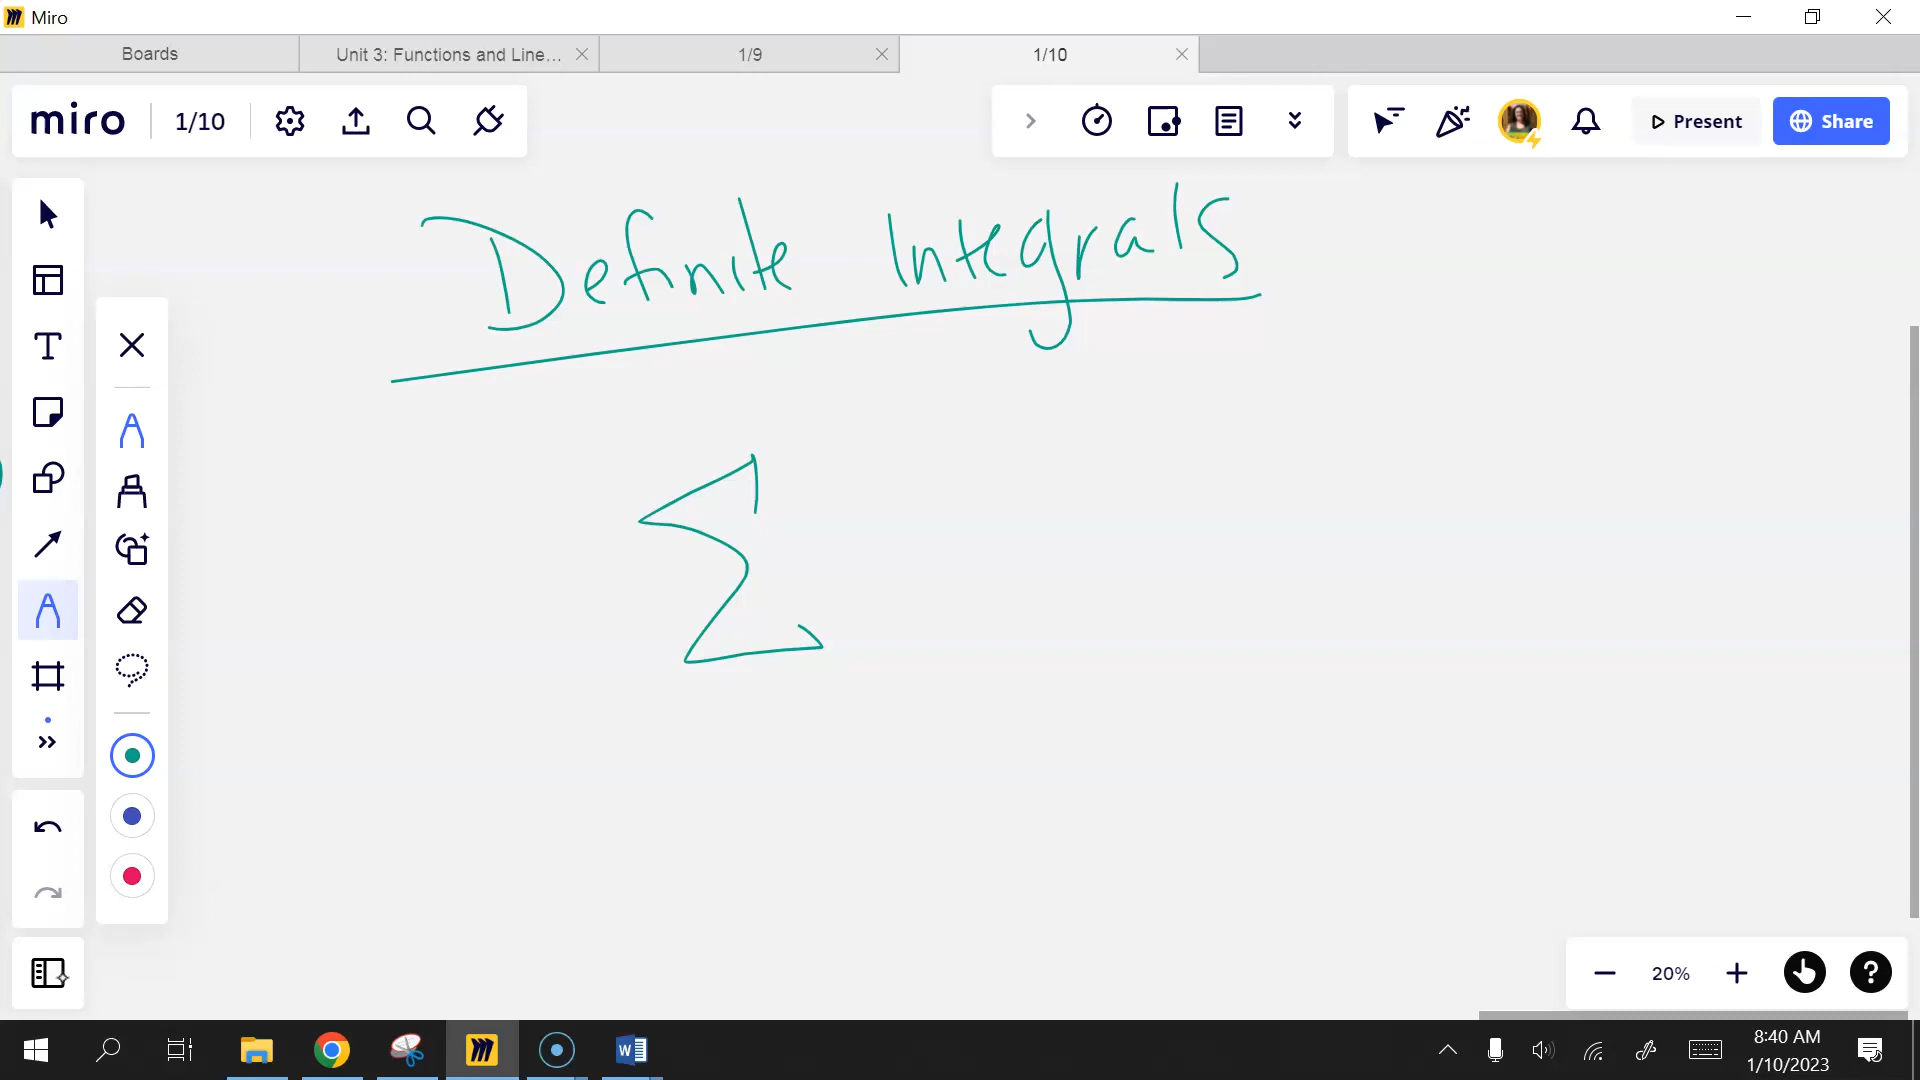 Miro
Boards
Unit 3: Functions and Line...
1/9
1/10
miro
1/10
Present
Share
Definite Integrals
Σ
20%
8:40 AM
1/10/2023